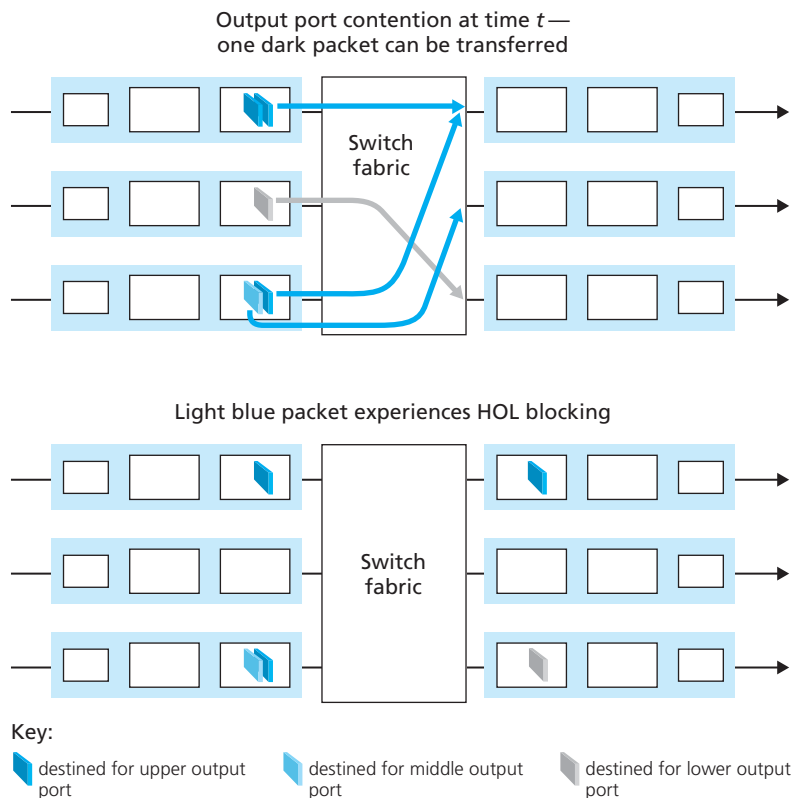 Output port contention at time t —
one dark packet can be transferred
Switch
fabric
Light blue packet experiences HOL blocking
Switch
fabric
Key:
destined for upper output
port
destined for middle output
port
destined for lower output
port